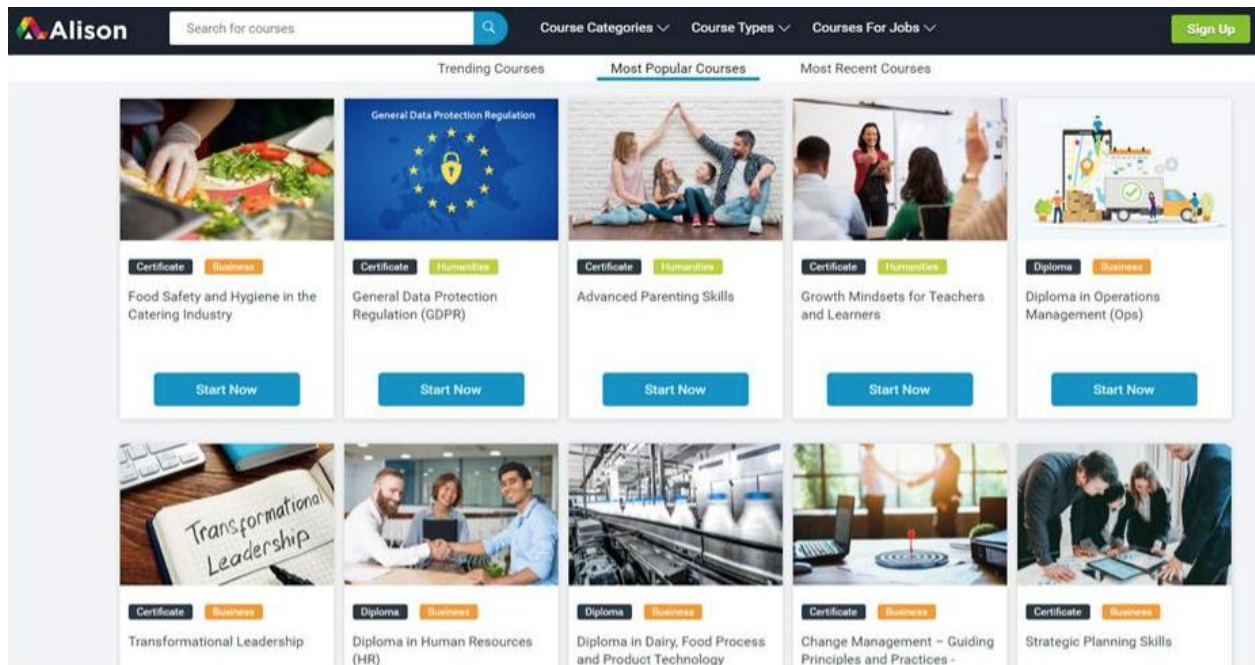 Alison
Search for courses
Course Categories
Course Types
Courses For Jobs
Sign Up
Trending Courses
Most Popular Courses
Most Recent Courses
General Data Protection Regulation
Certificate Business
Food Safety and Hygiene in the
Catering Industry
Start Now
Certificate Humanities
General Data Protection
Regulation (GDPR)
Start Now
Certificate Humanities
Advanced Parenting Skills
Start Now
Certificate Humanities
Growth Mindsets for Teachers
and Learners
Start Now
Diploma Business
Diploma in Operations
Management (Ops)
Start Now
Transformational
Leadership
Certificate Business
Transformational Leadership
Diploma Business
Diploma in Human Resources
(HR)
Diploma Business
Diploma in Dairy, Food Process
and Product Technology
Certificate Business
Change Management – Guiding
Principles and Practices -
Certificate Business
Strategic Planning Skills